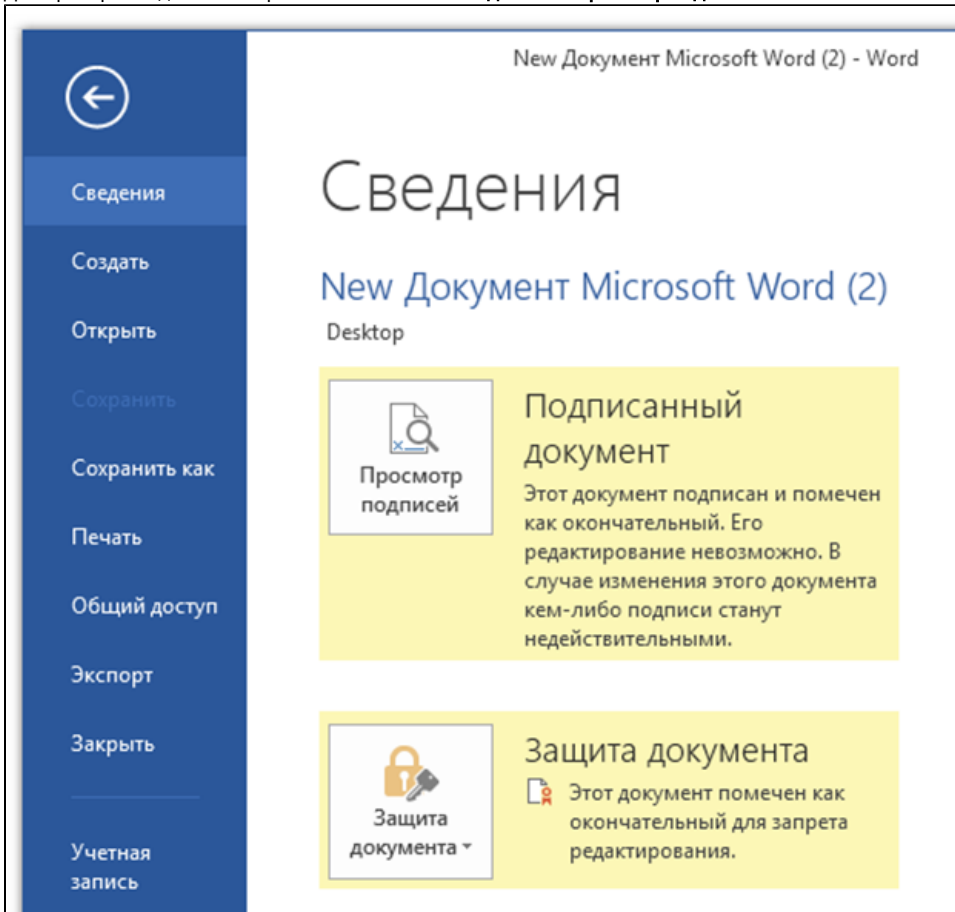 New Документ Microsoft Word (2) - Word
Сведения
Создать
Открыть
Сохранить
Сохранить как
Печать
Общий доступ
Экспорт
Закрыть
Учетная
запись
Сведения
New Документ Microsoft Word (2)
Desktop
Просмотр
подписей
Подписанный
документ
Этот документ подписан и помечен
как окончательный. Его
редактирование невозможно. В
случае изменения этого документа
кем-либо подписи станут
недействительными.
Защита
документа
Защита документа
Этот документ помечен как
окончательный для запрета
редактирования.